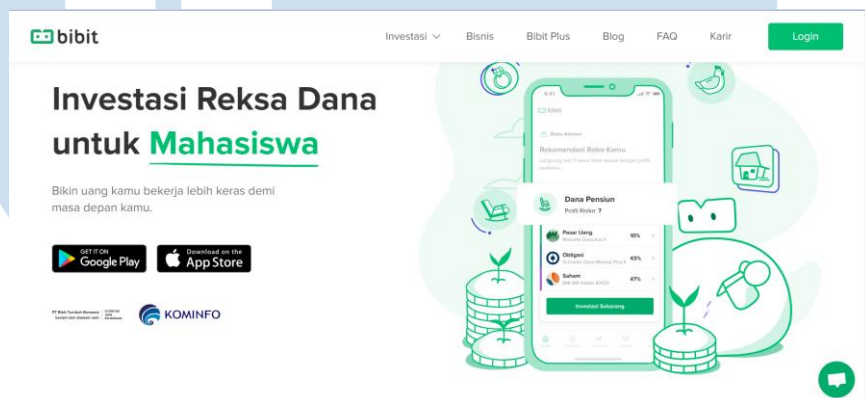 bibit
Investasi
Bisnis
Bibit Plus
Blog
FAQ
Karir
Login
Investasi Reksa Dana
untuk Mahasiswa
Bikin uang kamu bekerja lebih keras demi
masa depan kamu.
GET IT ON
Google Play
Download on the
App Store
KOMINFO
bibit
Rekomendasi Robo Kamu
Dana Pensiun
Profil Risiko: 7
Pasar Uang
10%
Obligasi
43%
Saham
47%
Investasi Sekarang